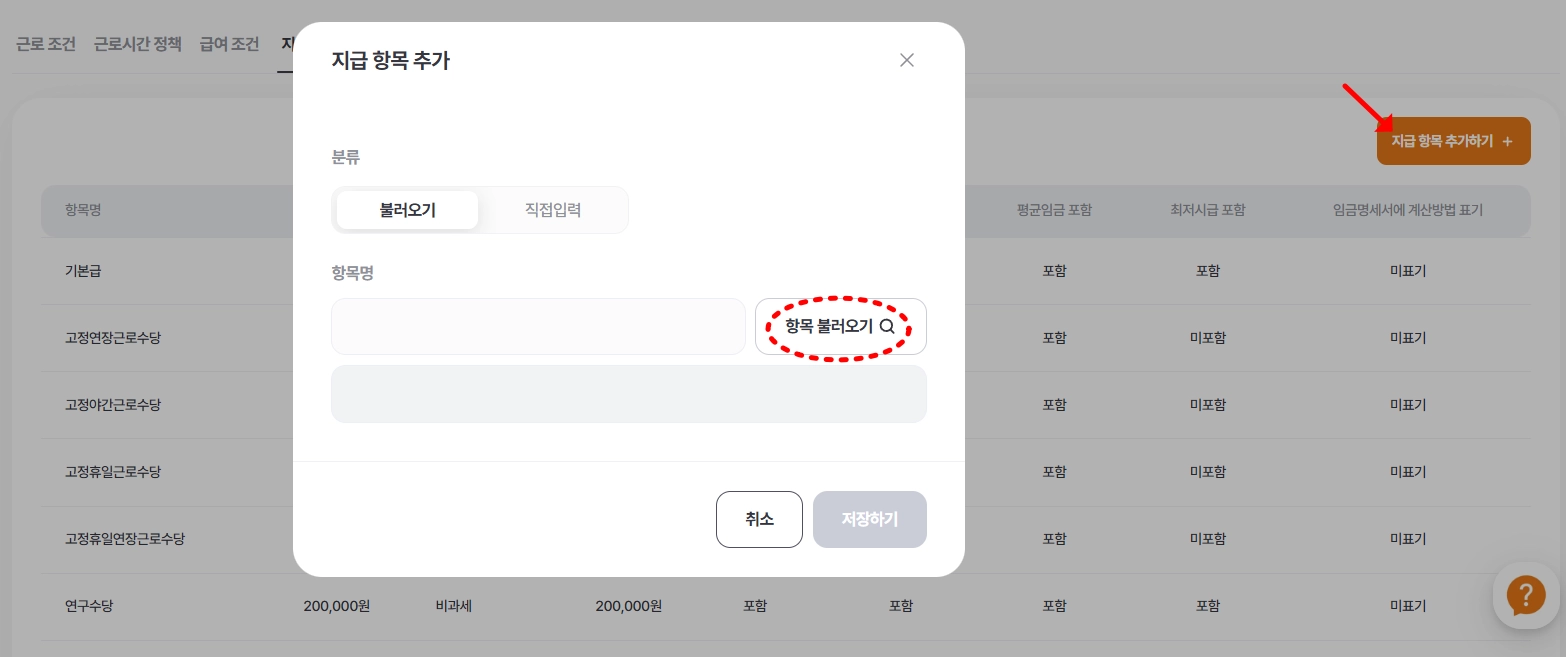 근로 조건 근로시간 정책 급여 조건
지급 항목 추가
지급 항목 추가하기 +
분류
불러오기 직접입력
항목명
항목 불러오기
취소 저장하기
항목명 평균임금 포함 최저시급 포함 임금명세서에 계산방법 표기
기본급 포함 포함 미표기
고정연장근로수당 포함 미포함 미표기
고정야간근로수당 포함 미포함 미표기
고정휴일근로수당 포함 미포함 미표기
고정휴일연장근로수당 포함 미포함 미표기
연구수당 200,000원 비과세 200,000원 포함 포함 포함 포함 미표기
?